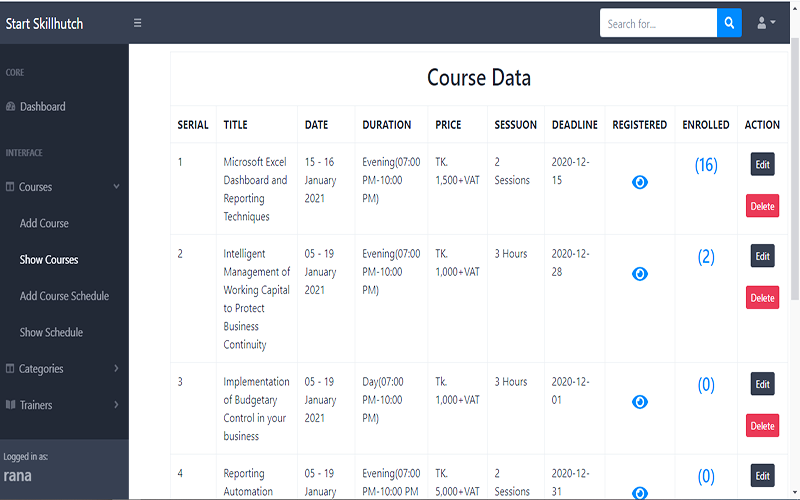 Start Skillhutch
Search for...
CORE
Dashboard
INTERFACE
Courses
Add Course
Show Courses
Add Course Schedule
Show Schedule
Categories
Trainers
Logged in as:
rana
Course Data
SERIAL TITLE DATE DURATION PRICE SESSUON DEADLINE REGISTERED ENROLLED ACTION
1 Microsoft Excel 15 - 16 Evening(07:00 TK. 2 2020-12- (16) Edit
Dashboard and January PM-10:00 1,500+VAT Sessions 15
Reporting 2021 PM) Delete
Techniques
2 Intelligent 05 - 19 Evening(07:00 TK. 3 Hours 2020-12- (2) Edit
Management of January PM-10:00 1,000+VAT 28
Working Capital 2021 PM) Delete
to Protect
Business
Continuity
3 Implementation 05 - 19 Day(07:00 Tk. 3 Hours 2020-12- (0) Edit
of Budgetary January PM-10:00 1,000+VAT 01
Control in your 2021 PM) Delete
business
4 Reporting 05 - 19 Evening(07:00 TK. 2 2020-12- (0) Edit
Automation January PM-10:00 PM 5,000+VAT Sessions 31